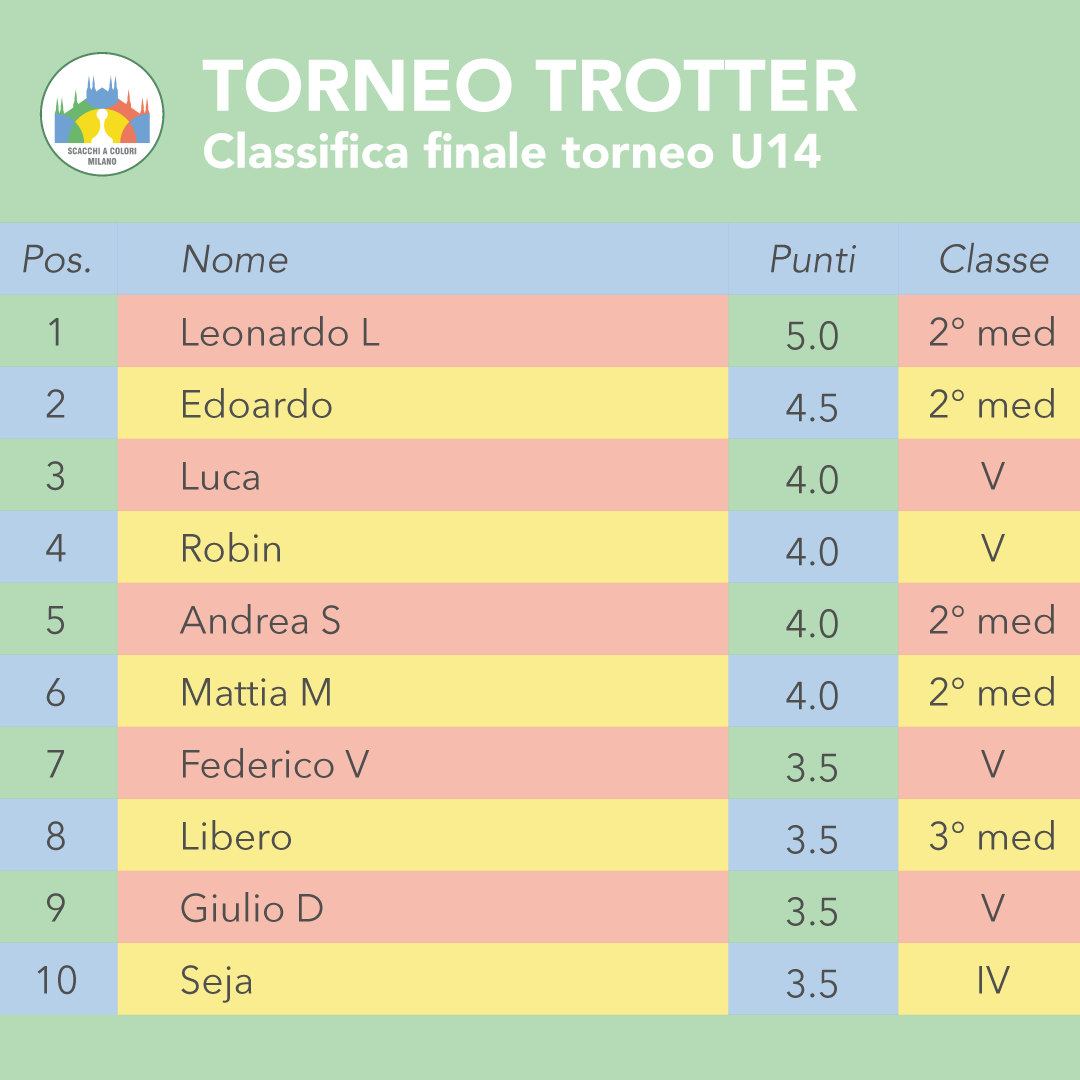 SCACCHI A COLORI
MILANO
TORNEO TROTTER
Classifica finale torneo U14
Pos. Nome Punti Classe
1 Leonardo L 5.0 2° med
2 Edoardo 4.5 2° med
3 Luca 4.0 V
4 Robin 4.0 V
5 Andrea S 4.0 2° med
6 Mattia M 4.0 2° med
7 Federico V 3.5 V
8 Libero 3.5 3° med
9 Giulio D 3.5 V
10 Seja 3.5 IV